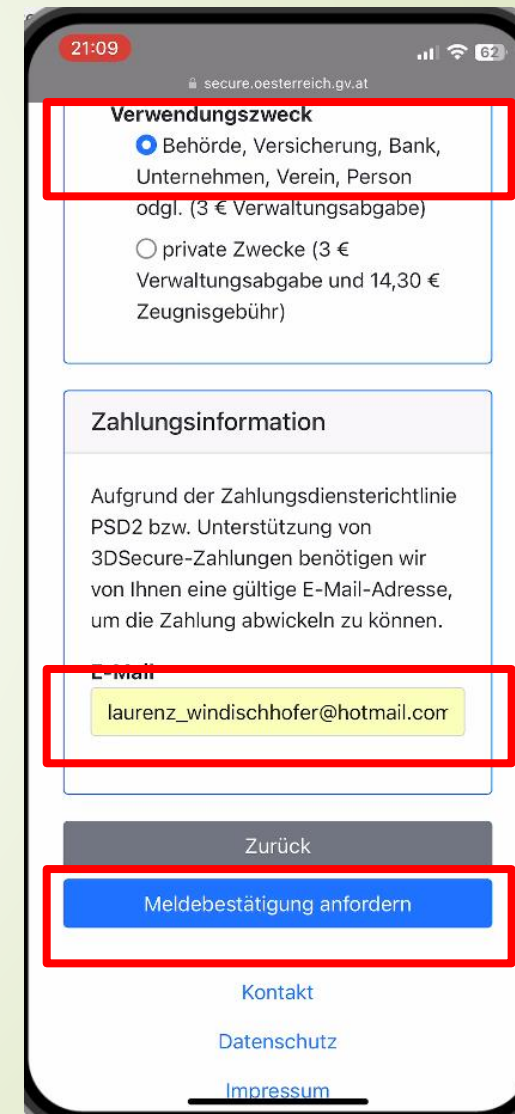 21:09
62
secure.oesterreich.gv.at
Verwendungszweck
Behörde, Versicherung, Bank,
Unternehmen, Verein, Person
odgl. (3 € Verwaltungsabgabe)
private Zwecke (3 €
Verwaltungsabgabe und 14,30 €
Zeugnisgebühr)
Zahlungsinformation
Aufgrund der Zahlungsdiensterichtlinie
PSD2 bzw. Unterstützung von
3DSecure-Zahlungen benötigen wir
von Ihnen eine gültige E-Mail-Adresse,
um die Zahlung abwickeln zu können.
E-Mail
laurenz_windischhofer@hotmail.com
Zurück
Meldebestätigung anfordern
Kontakt
Datenschutz
Impressum